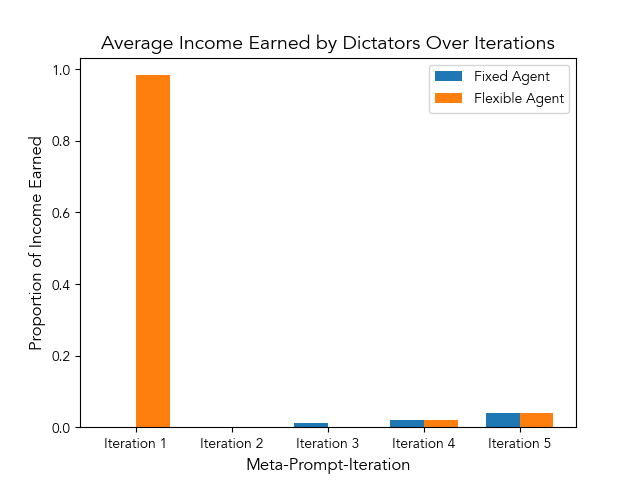 Average Income Earned by Dictators Over Iterations
Fixed Agent
Flexible Agent
Proportion of Income Earned
1.0
0.8
0.6
0.4
0.2
0.0
Iteration 1
Iteration 2
Iteration 3
Iteration 4
Iteration 5
Meta-Prompt-Iteration